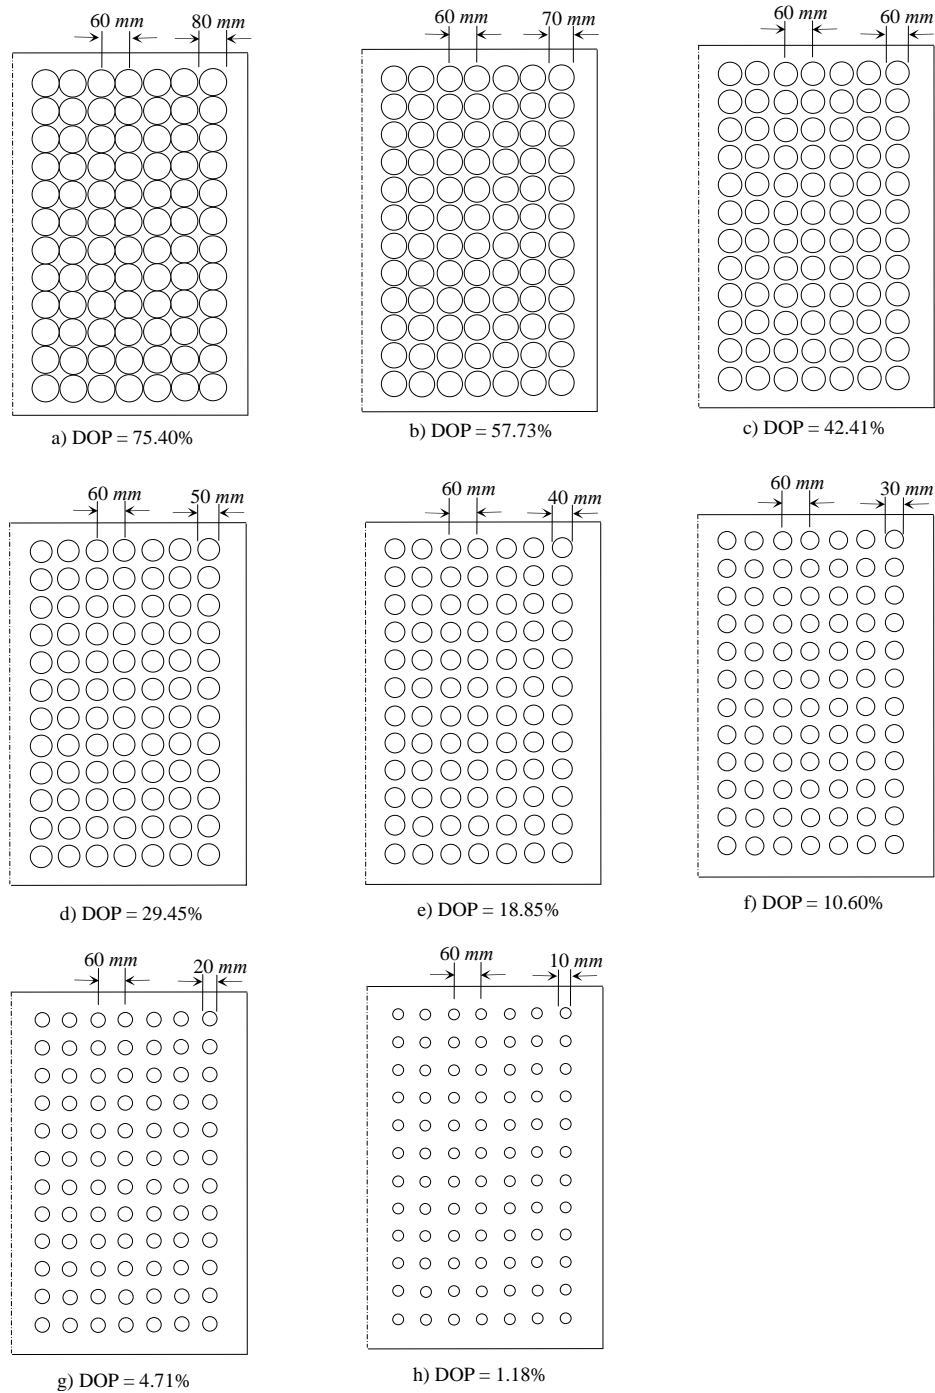 60 mm 80 mm
60 mm 70 mm
60 mm 60 mm
a) DOP = 75.40%
b) DOP = 57.73%
c) DOP = 42.41%
60 mm 50 mm
60 mm 40 mm
60 mm 30 mm
d) DOP = 29.45%
e) DOP = 18.85%
f) DOP = 10.60%
60 mm 20 mm
60 mm 10 mm
g) DOP = 4.71%
h) DOP = 1.18%